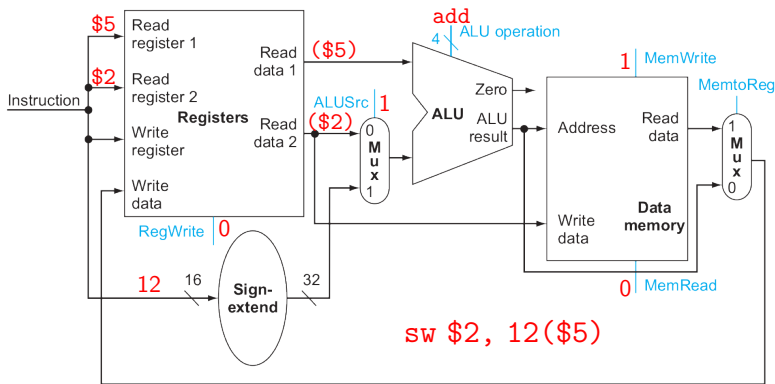 Instruction
$5
Read
register 1
$2
Read
register 2
Registers
Write
register
Write
data
Read
data 1
Read
data 2
RegWrite
0
($5)
($2)
ALUSrc
1
0
Mux
1
add
4
ALU operation
Zero
ALU
ALU
result
1
MemWrite
Address
Read
data
Write
data
Data
memory
0
MemRead
MemtoReg
1
Mux
0
12
16
Sign-
extend
32
sw $2, 12($5)